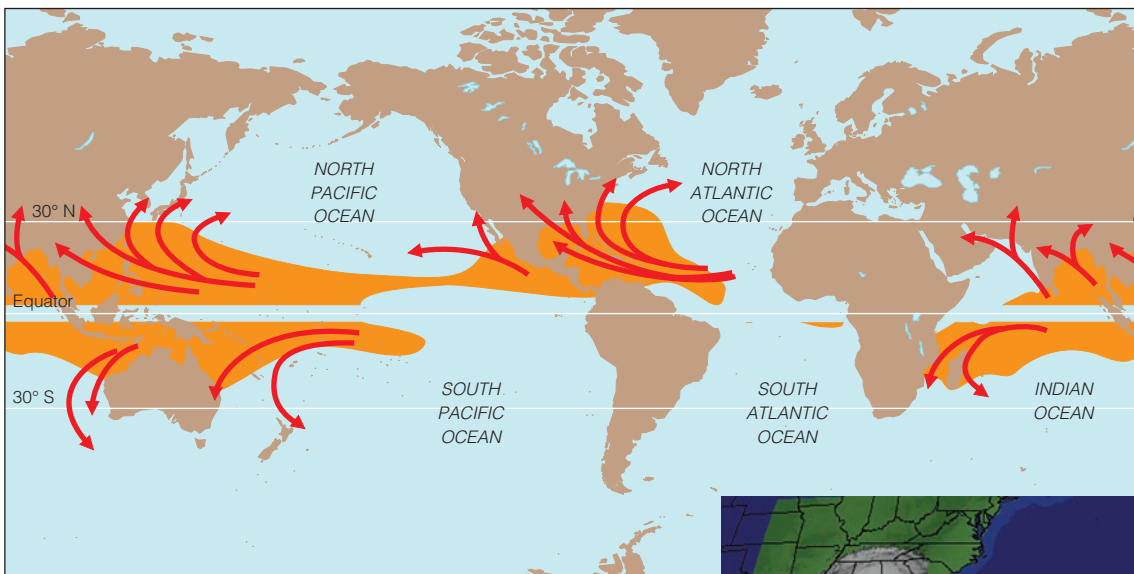 NORTH
PACIFIC
OCEAN
NORTH
ATLANTIC
OCEAN
30° N
Equator
30° S
SOUTH
PACIFIC
OCEAN
SOUTH
ATLANTIC
OCEAN
INDIAN
OCEAN